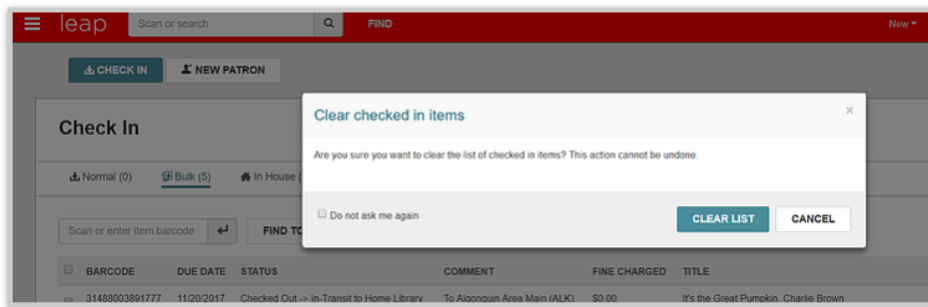 leap Scan or search FIND New
CHECK IN NEW PATRON
Clear checked in items ×
Check In
Are you sure you want to clear the list of checked in items? This action cannot be undone.
Normal (0) Bulk (5) In House (
Do not ask me again CLEAR LIST CANCEL
Scan or enter item barcode FIND TO
BARCODE DUE DATE STATUS COMMENT FINE CHARGED TITLE
31488003891777 11/20/2017 Checked Out -> In-Transit to Home Library To Algonquin Area Main (ALK) $0.00 It's the Great Pumpkin, Charlie Brown